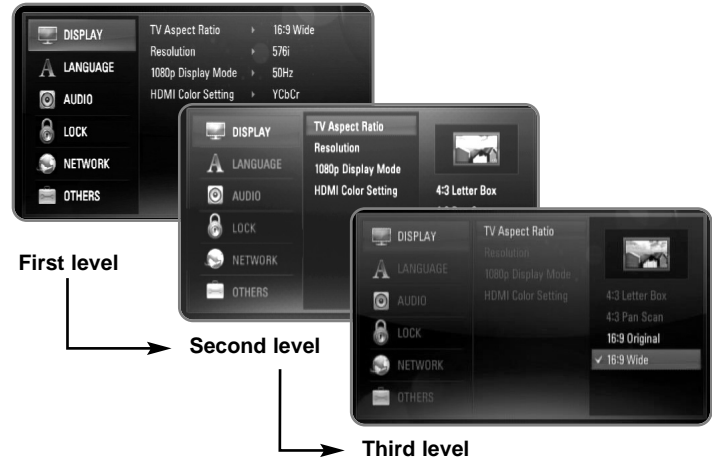 DISPLAY
LANGUAGE
AUDIO
LOCK
NETWORK
OTHERS
TV Aspect Ratio 16:9 Wide
Resolution 576i
1080p Display Mode 50Hz
HDMI Color Setting YCbCr
First level
DISPLAY
LANGUAGE
AUDIO
LOCK
NETWORK
OTHERS
TV Aspect Ratio
Resolution
1080p Display Mode
HDMI Color Setting
4:3 Letter Box
Second level
DISPLAY
LANGUAGE
AUDIO
LOCK
NETWORK
OTHERS
TV Aspect Ratio
Resolution
1080p Display Mode
HDMI Color Setting
4:3 Letter Box
4:3 Pan Scan
16:9 Original
✓ 16:9 Wide
Third level